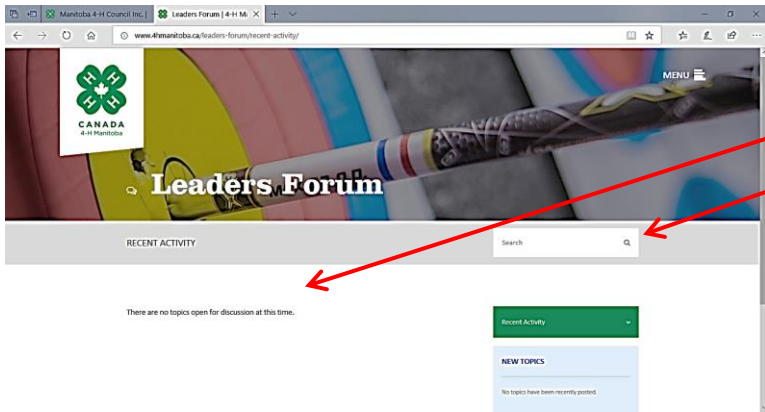 Manitoba 4-H Council Inc. |
Leaders Forum | 4-H M
www.4hmanitoba.ca/leaders-forum/recent-activity/
MENU
H H
H H
CANADA
4-H Manitoba
Leaders Forum
RECENT ACTIVITY
Search
There are no topics open for discussion at this time.
Recent Activity
NEW TOPICS
No topics have been recently posted.